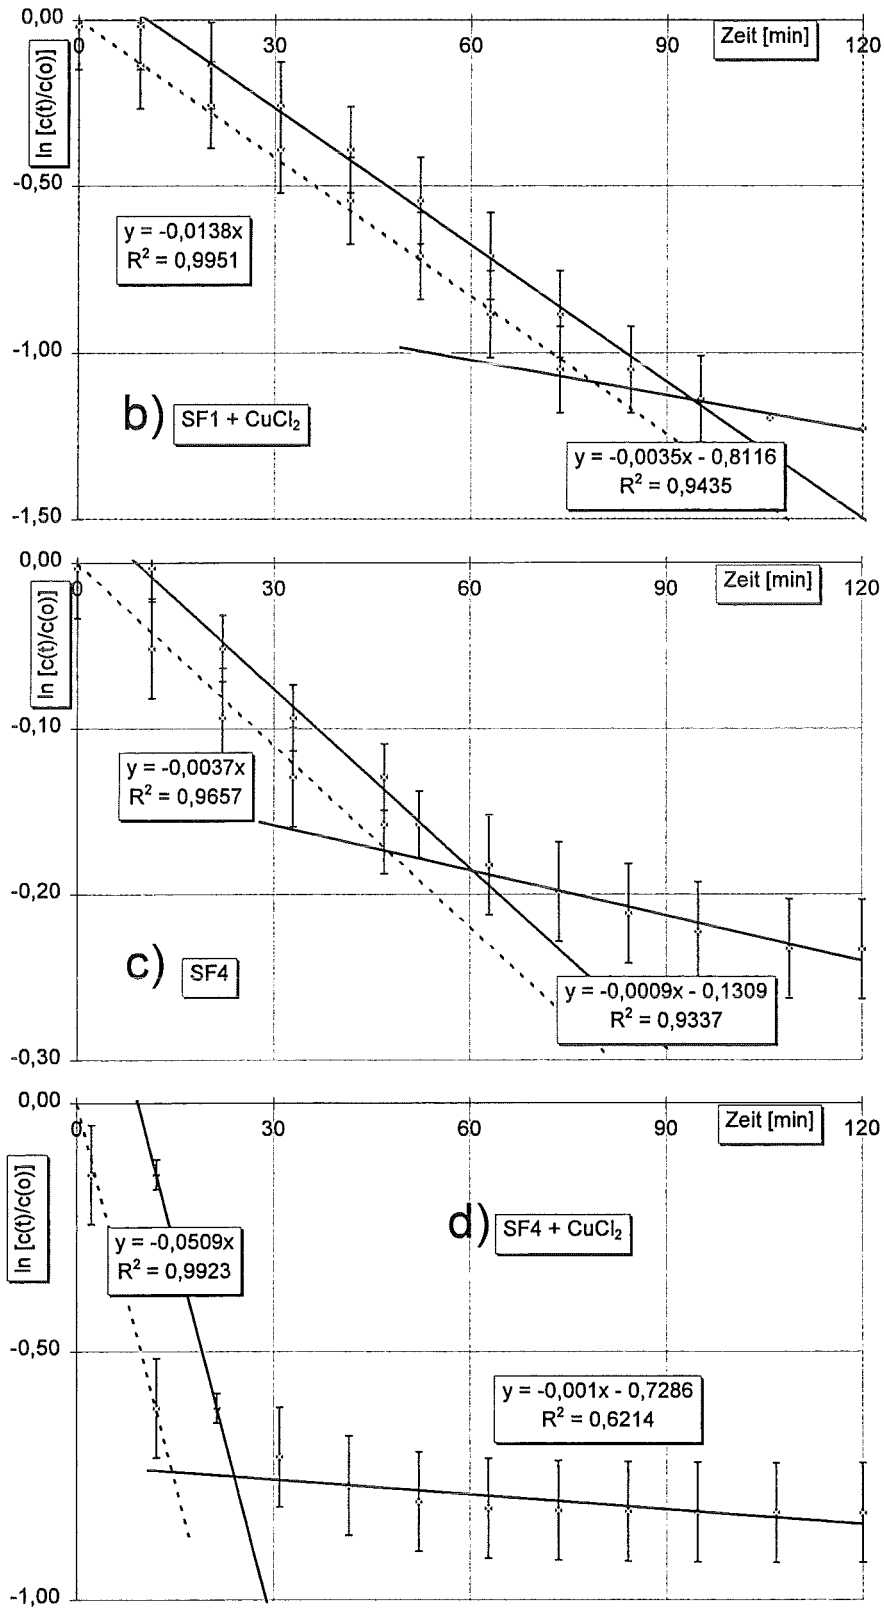 0,00
0
30
60
90
120
Zeit [min]
ln [c(t)/c(o)]
-0,50
y = -0,0138x
R² = 0,9951
-1,00
b) SF1 + CuCl₂
y = -0,0035x - 0,8116
R² = 0,9435
-1,50
0,00
0
30
60
90
120
Zeit [min]
ln [c(t)/c(o)]
-0,10
y = -0,0037x
R² = 0,9657
-0,20
c) SF4
y = -0,0009x - 0,1309
R² = 0,9337
-0,30
0,00
0
30
60
90
120
Zeit [min]
ln [c(t)/c(o)]
d) SF4 + CuCl₂
y = -0,0509x
R² = 0,9923
-0,50
y = -0,001x - 0,7286
R² = 0,6214
-1,00